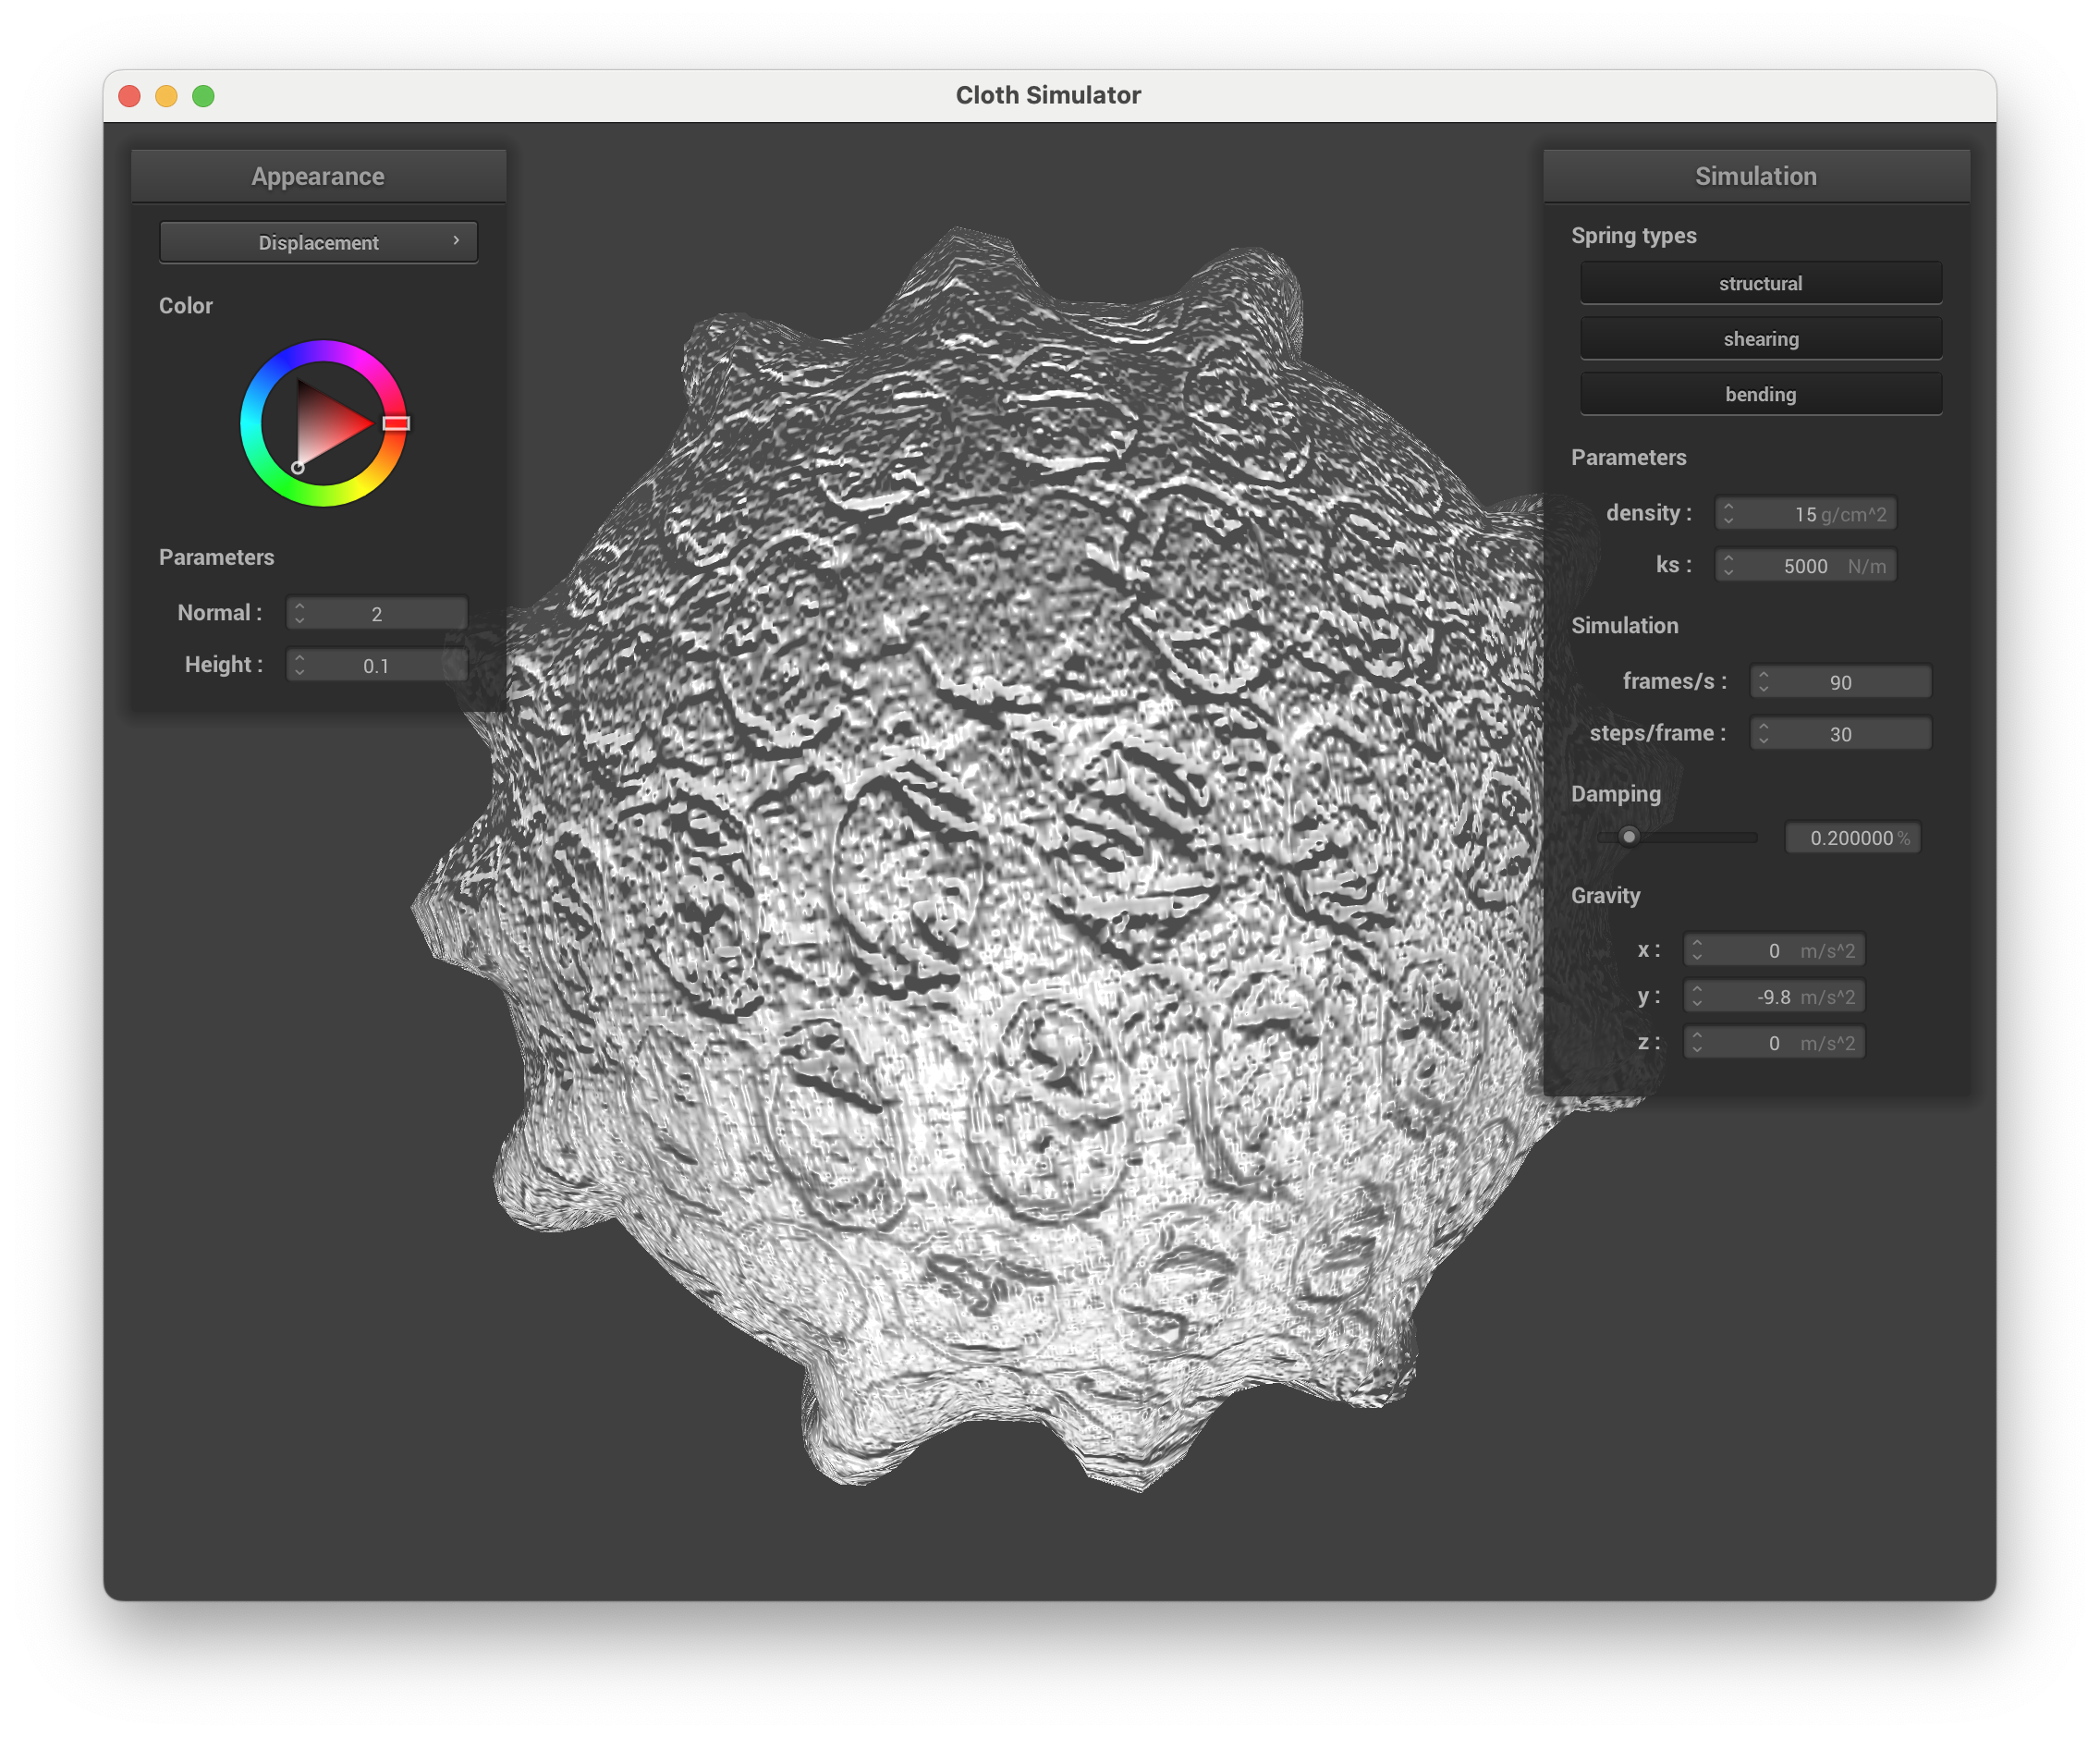 Cloth Simulator
Appearance
Displacement
Color
Parameters
Normal : 2
Height : 0.1
Simulation
Spring types
structural
shearing
bending
Parameters
density : 15 g/cm^2
ks : 5000 N/m
Simulation
frames/s : 90
steps/frame : 30
Damping
0.200000 %
Gravity
x : 0 m/s^2
y : -9.8 m/s^2
z : 0 m/s^2